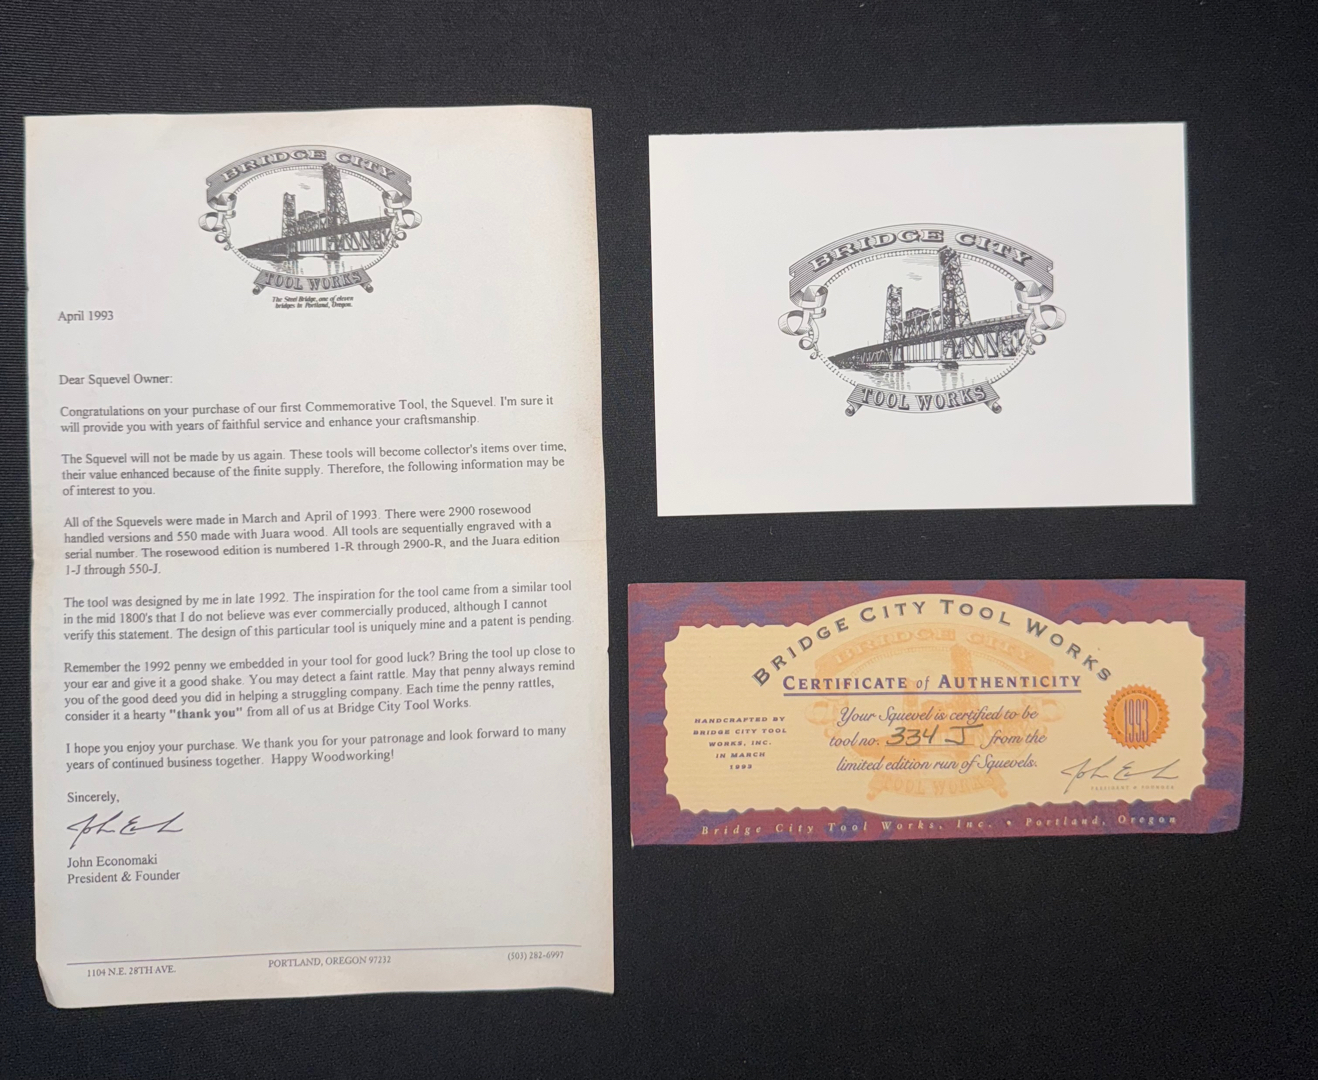 BRIDGE CITY
TOOL WORKS
The Steel Bridge, one of eleven
bridges in Portland, Oregon.
April 1993
Dear Squevel Owner:
Congratulations on your purchase of our first Commemorative Tool, the Squevel. I'm sure it
will provide you with years of faithful service and enhance your craftsmanship.
The Squevel will not be made by us again. These tools will become collector's items over time,
their value enhanced because of the finite supply. Therefore, the following information may be
of interest to you.
All of the Squevels were made in March and April of 1993. There were 2900 rosewood
handled versions and 550 made with Juara wood. All tools are sequentially engraved with a
serial number. The rosewood edition is numbered 1-R through 2900-R, and the Juara edition
1-J through 550-J.
The tool was designed by me in late 1992. The inspiration for the tool came from a similar tool
in the mid 1800's that I do not believe was ever commercially produced, although I cannot
verify this statement. The design of this particular tool is uniquely mine and a patent is pending.
Remember the 1992 penny we embedded in your tool for good luck? Bring the tool up close to
your ear and give it a good shake. You may detect a faint rattle. May that penny always remind
you of the good deed you did in helping a struggling company. Each time the penny rattles,
consider it a hearty "thank you" from all of us at Bridge City Tool Works.
I hope you enjoy your purchase. We thank you for your patronage and look forward to many
years of continued business together. Happy Woodworking!
Sincerely,
John Economaki
President & Founder
1104 N.E. 28TH AVE.
PORTLAND, OREGON 97232
(503) 282-6997
BRIDGE CITY
TOOL WORKS
BRIDGE CITY TOOL WORKS
BRIDGE CITY
CERTIFICATE of AUTHENTICITY
HANDCRAFTED BY
BRIDGE CITY TOOL
WORKS, INC.
IN MARCH
1993
Your Squevel is certified to be
tool no. 334 J from the
limited edition run of Squevels.
1993
PRESIDENT & FOUNDER
TOOL WORKS
Bridge City Tool Works, Inc. • Portland, Oregon